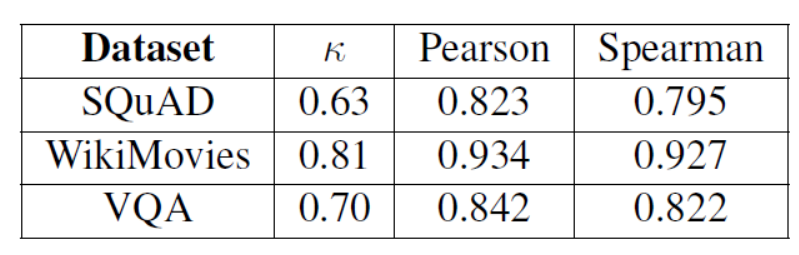 Dataset κ Pearson Spearman
SQuAD 0.63 0.823 0.795
WikiMovies 0.81 0.934 0.927
VQA 0.70 0.842 0.822